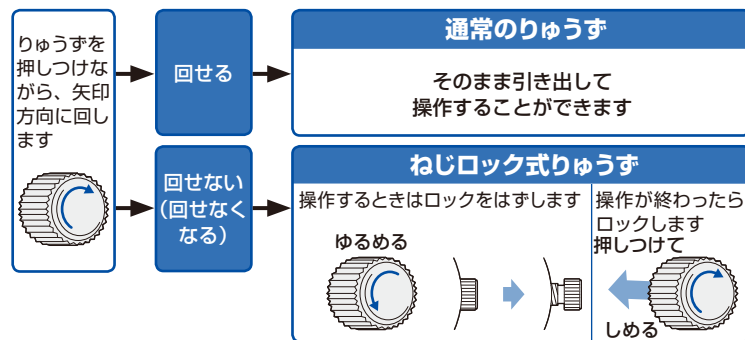 りゅうずを
押しつけな
がら、矢印
方向に回し
ます
回せる
通常のりゅうず
そのまま引き出して
操作することができます
回せない
(回せなく
なる)
ねじロック式りゅうず
操作するときはロックをはずします
ゆるめる
操作が終わったら
ロックします
押しつけて
しめる